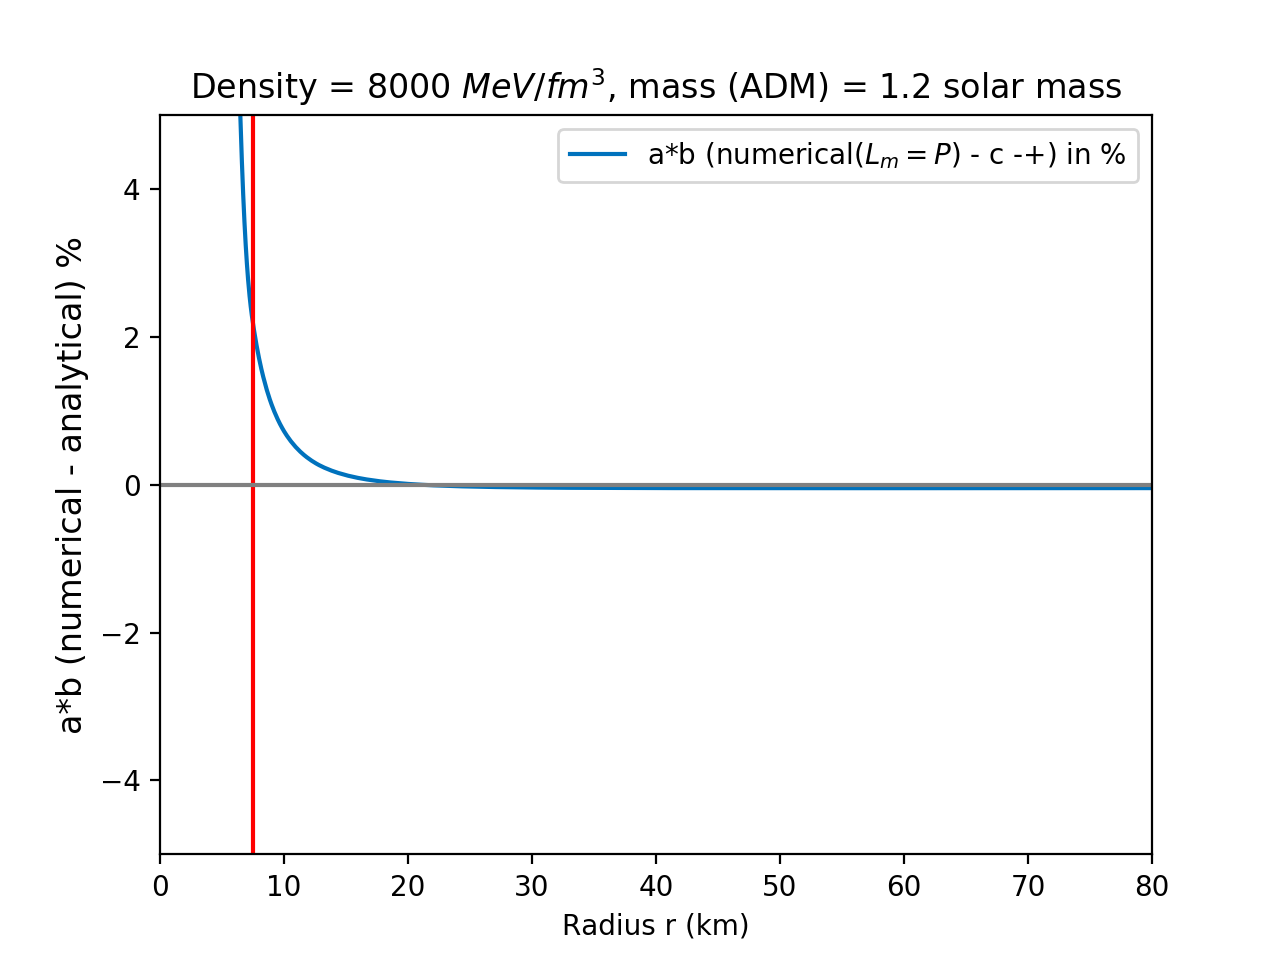 Density = 8000 MeV/fm³, mass (ADM) = 1.2 solar mass
a*b (numerical(Lₘ = P) - c -+) in %
a*b (numerical - analytical) %
4
2
0
−2
−4
0 10 20 30 40 50 60 70 80
Radius r (km)